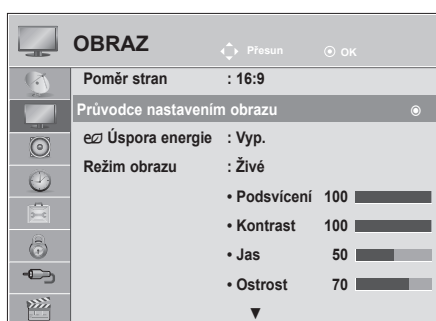 OBRAZ Přesun OK
Poměr stran : 16:9
Průvodce nastavením obrazu
Úspora energie : Vyp.
Režim obrazu : Živé
• Podsvícení 100
• Kontrast 100
• Jas 50
• Ostrost 70